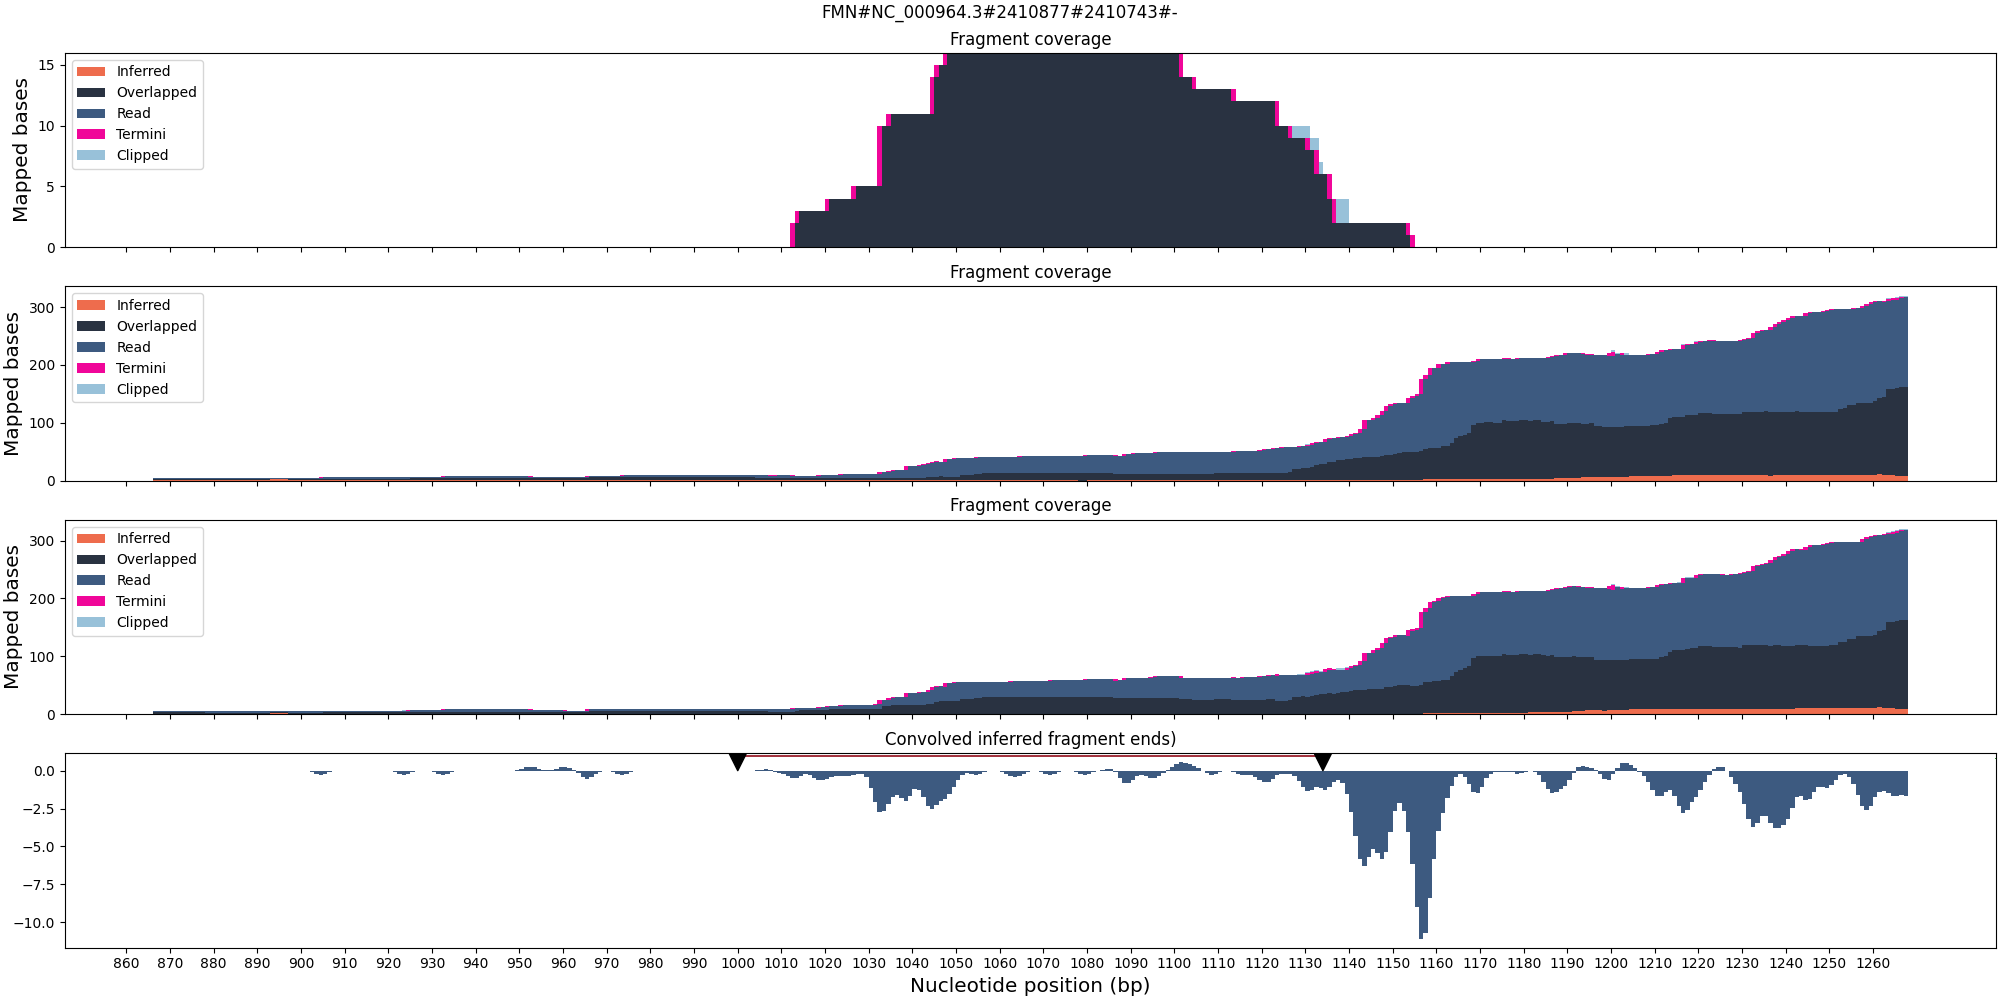 FMN#NC_000964.3#2410877#2410743#-
Fragment coverage
Mapped bases
15
10
5
0
Inferred
Overlapped
Read
Termini
Clipped
Fragment coverage
Mapped bases
300
200
100
0
Inferred
Overlapped
Read
Termini
Clipped
Fragment coverage
Mapped bases
300
200
100
0
Inferred
Overlapped
Read
Termini
Clipped
Convolved inferred fragment ends)
0.0
−2.5
−5.0
−7.5
−10.0
860 870 880 890 900 910 920 930 940 950 960 970 980 990 1000 1010 1020 1030 1040 1050 1060 1070 1080 1090 1100 1110 1120 1130 1140 1150 1160 1170 1180 1190 1200 1210 1220 1230 1240 1250 1260
Nucleotide position (bp)